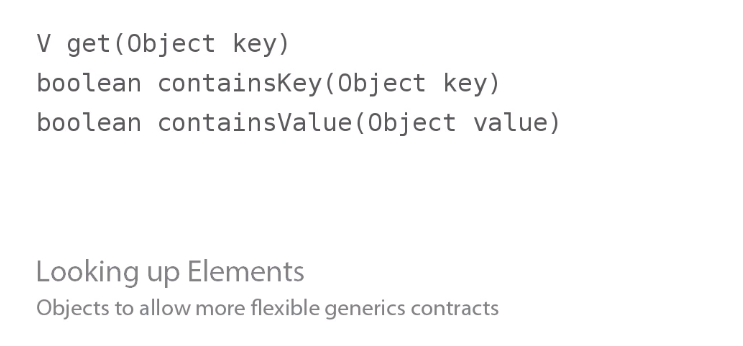 V get(Object key)
boolean containsKey(Object key)
boolean containsValue(Object value)
Looking up Elements
Objects to allow more flexible generics contracts